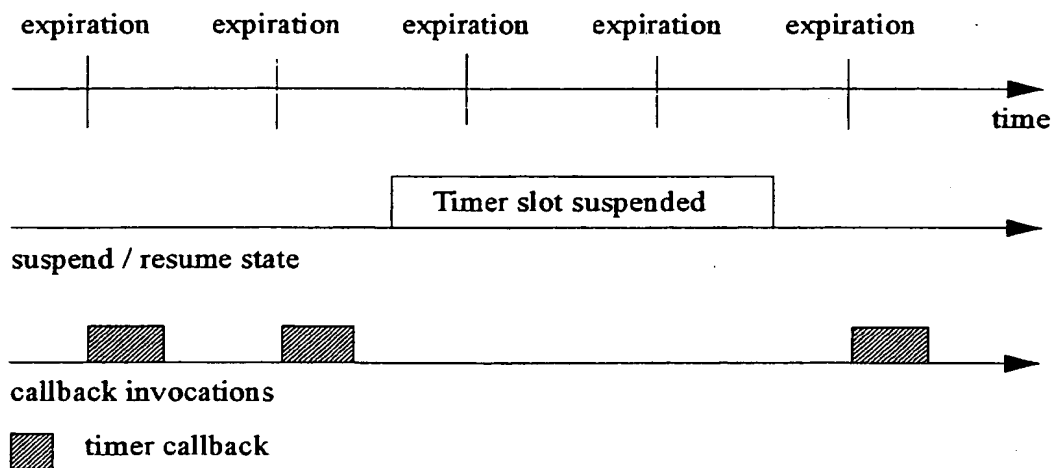 expiration expiration expiration expiration expiration
time
Timer slot suspended
suspend / resume state
callback invocations
timer callback